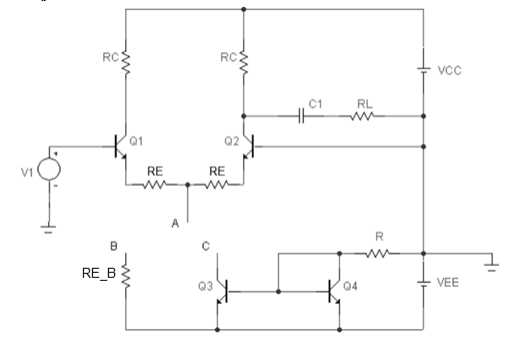 RC
RC
VCC
C1
RL
Q1
Q2
V1
+
-
RE
RE
A
B
C
R
RE_B
Q3
Q4
VEE